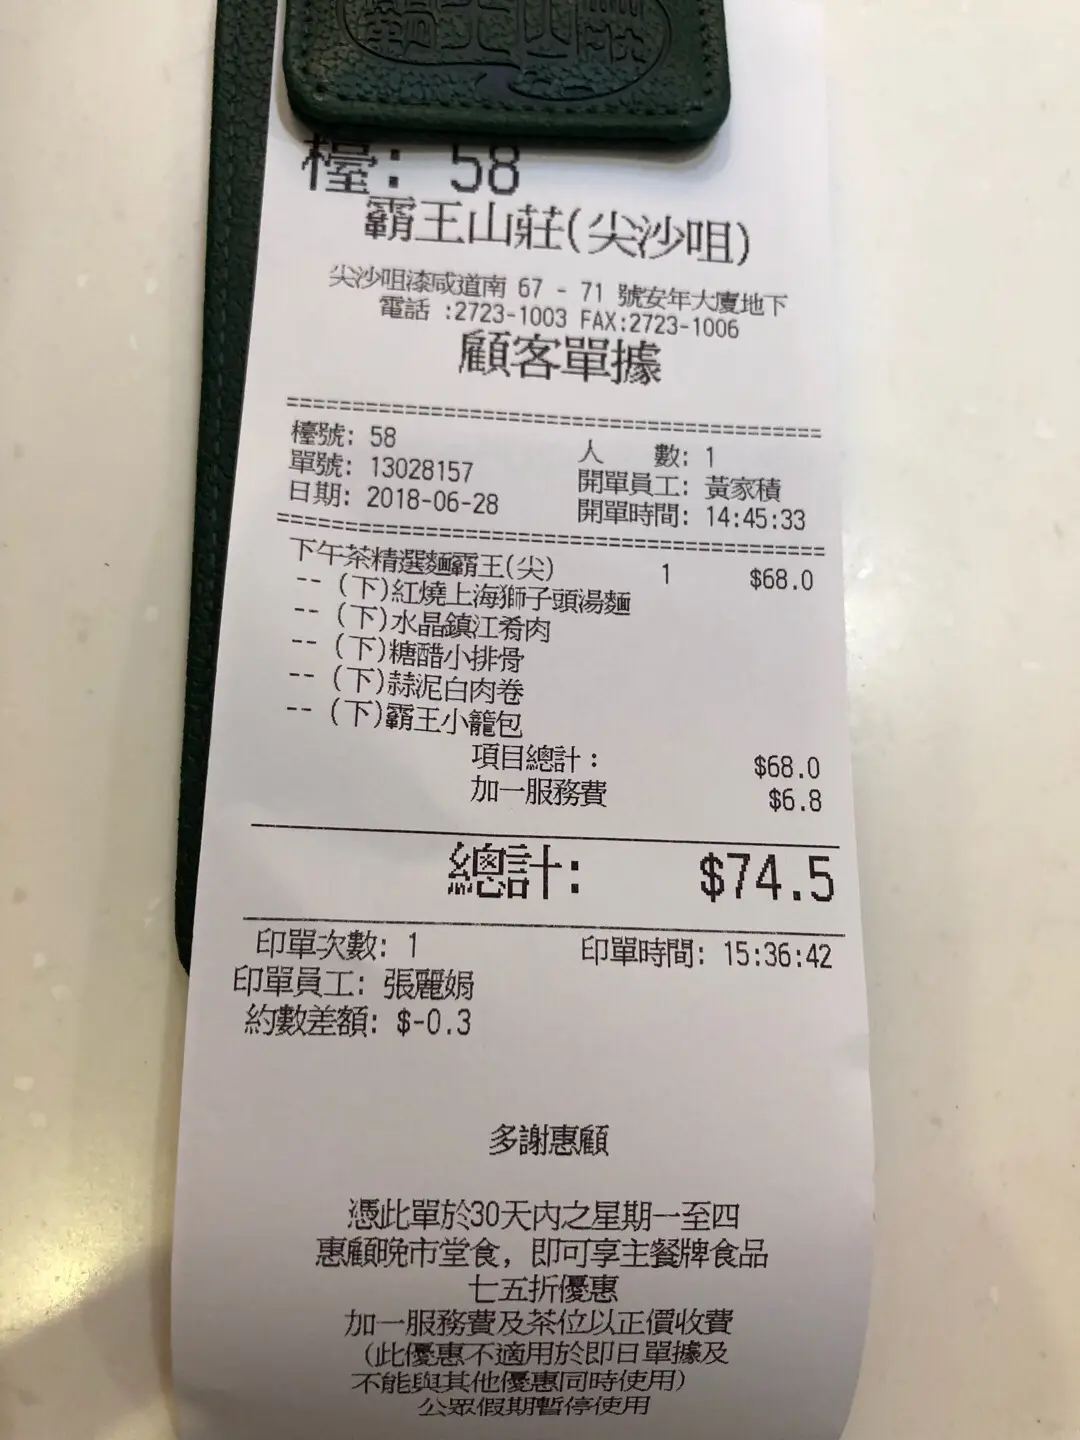 霸王山莊
檯: 58
霸王山莊(尖沙咀)
尖沙咀漆咸道南 67 - 71 號安年大廈地下
電話 :2723-1003 FAX:2723-1006
顧客單據
檯號: 58 人 數: 1
單號: 13028157 開單員工: 黃家積
日期: 2018-06-28 開單時間: 14:45:33
下午茶精選麵霸王(尖) 1 $68.0
-- (下)紅燒上海獅子頭湯麵
-- (下)水晶鎮江肴肉
-- (下)糖醋小排骨
-- (下)蒜泥白肉卷
-- (下)霸王小籠包
項目總計: $68.0
加一服務費 $6.8
總計: $74.5
印單次數: 1 印單時間: 15:36:42
印單員工: 張麗娟
約數差額: $-0.3
多謝惠顧
憑此單於30天內之星期一至四
惠顧晚市堂食, 即可享主餐牌食品
七五折優惠
加一服務費及茶位以正價收費
(此優惠不適用於即日單據及
不能與其他優惠同時使用)
公眾假期暫停使用